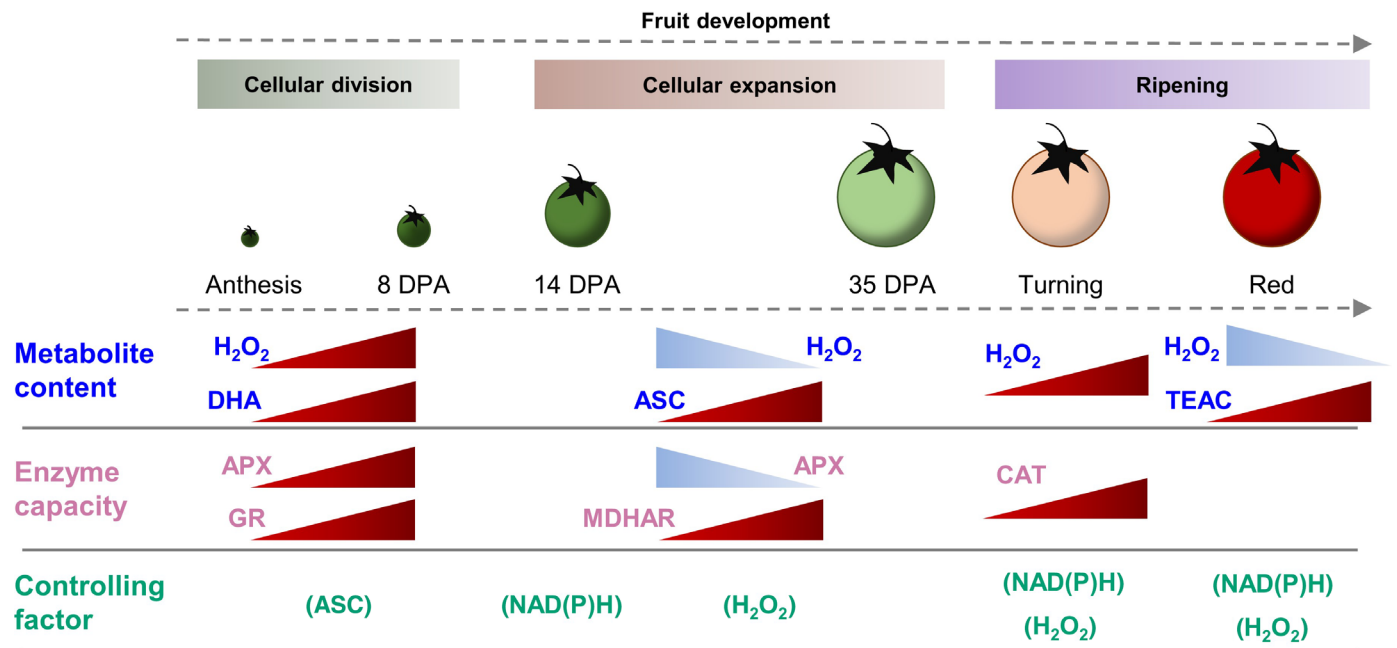 Fruit development
Cellular division Cellular expansion Ripening
Anthesis 8 DPA 14 DPA 35 DPA Turning Red
Metabolite
content
H₂O₂ H₂O₂ H₂O₂ H₂O₂
DHA ASC TEAC
Enzyme
capacity
APX APX CAT
GR MDHAR
Controlling
factor
(ASC) (NAD(P)H) (H₂O₂) (NAD(P)H) (NAD(P)H)
(H₂O₂) (H₂O₂)